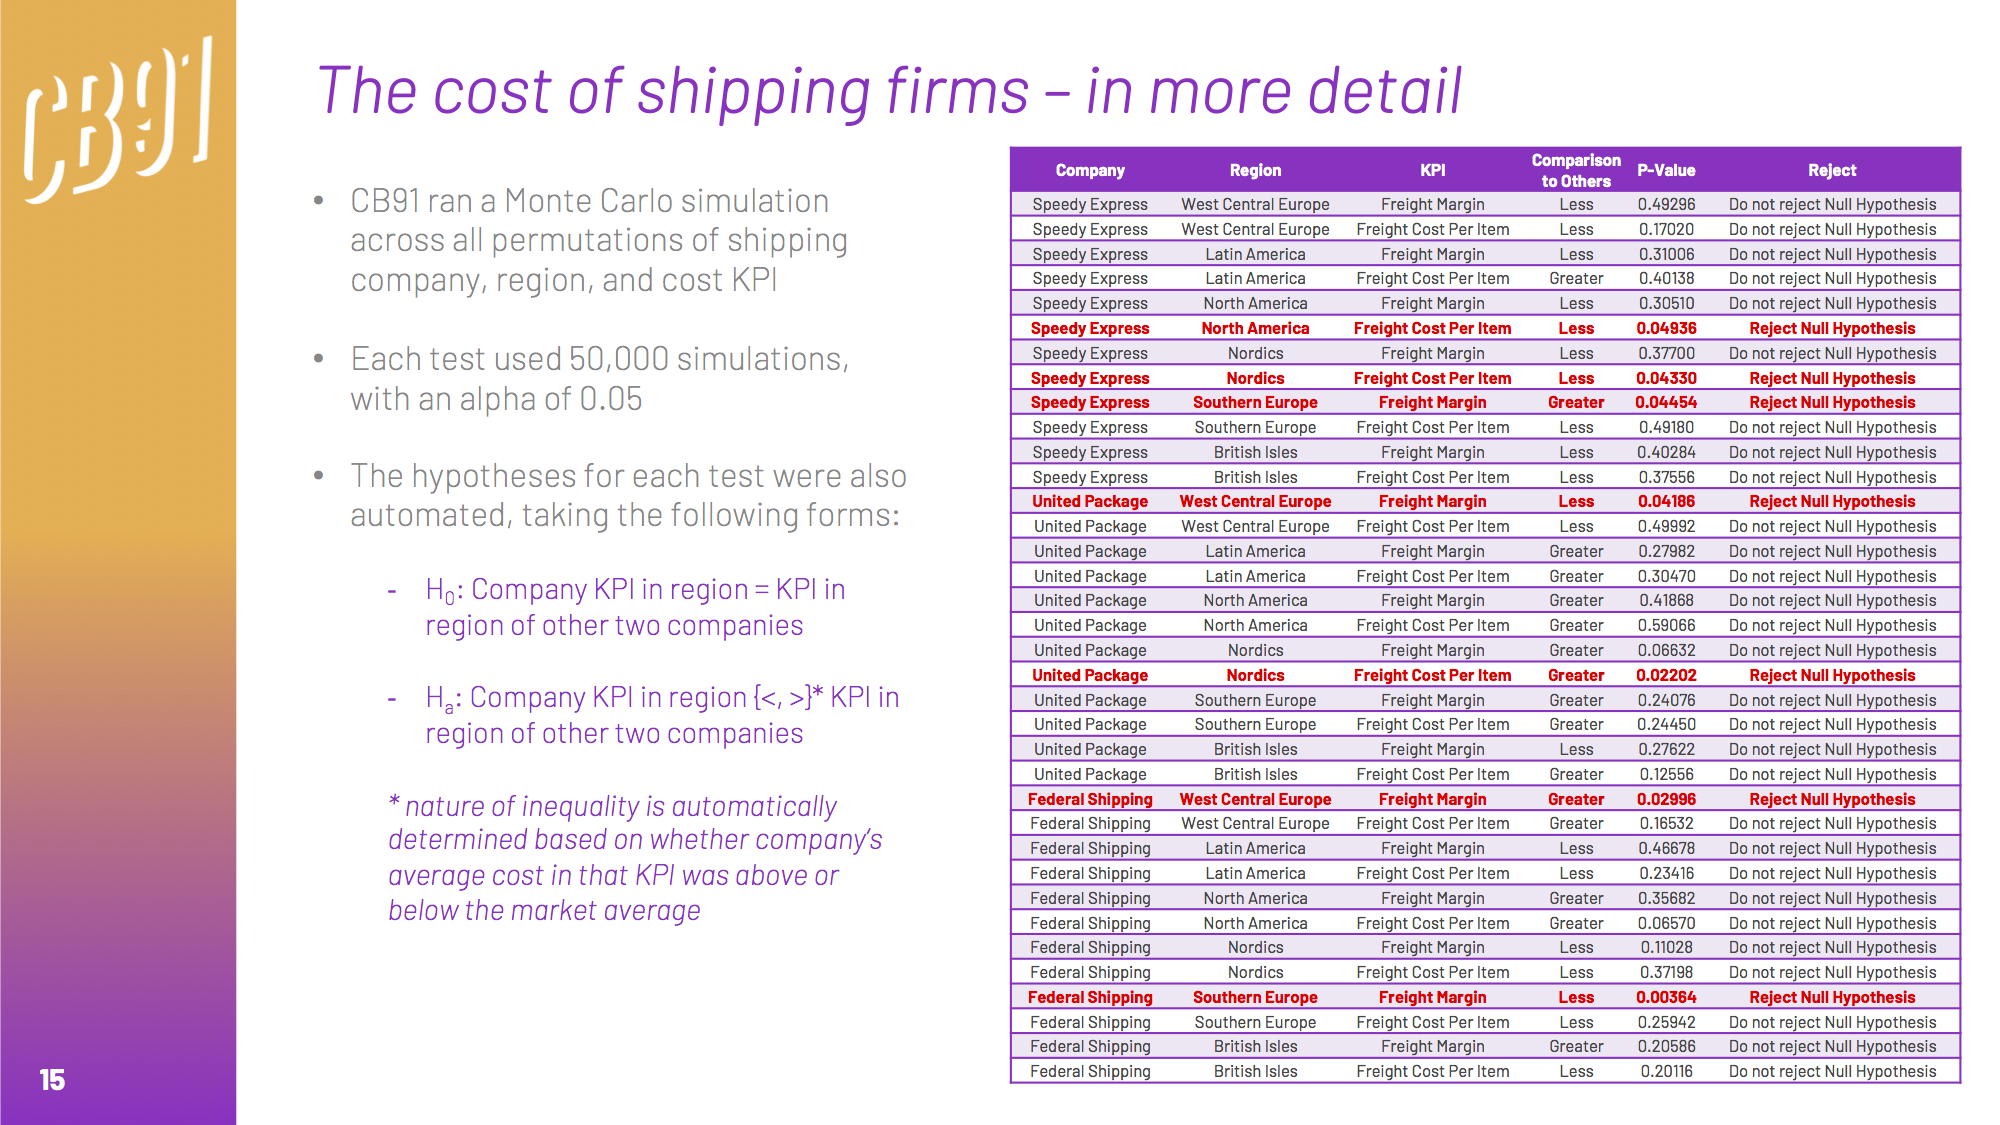 CB91
The cost of shipping firms – in more detail
• CB91 ran a Monte Carlo simulation
across all permutations of shipping
company, region, and cost KPI
• Each test used 50,000 simulations,
with an alpha of 0.05
• The hypotheses for each test were also
automated, taking the following forms:
- H₀: Company KPI in region = KPI in
region of other two companies
- Hₐ: Company KPI in region {<, >}* KPI in
region of other two companies
* nature of inequality is automatically
determined based on whether company's
average cost in that KPI was above or
below the market average
15
Company Region KPI Comparison to Others P-Value Reject
Speedy Express West Central Europe Freight Margin Less 0.49296 Do not reject Null Hypothesis
Speedy Express West Central Europe Freight Cost Per Item Less 0.17020 Do not reject Null Hypothesis
Speedy Express Latin America Freight Margin Less 0.31006 Do not reject Null Hypothesis
Speedy Express Latin America Freight Cost Per Item Greater 0.40138 Do not reject Null Hypothesis
Speedy Express North America Freight Margin Less 0.30510 Do not reject Null Hypothesis
Speedy Express North America Freight Cost Per Item Less 0.04936 Reject Null Hypothesis
Speedy Express Nordics Freight Margin Less 0.37700 Do not reject Null Hypothesis
Speedy Express Nordics Freight Cost Per Item Less 0.04330 Reject Null Hypothesis
Speedy Express Southern Europe Freight Margin Greater 0.04454 Reject Null Hypothesis
Speedy Express Southern Europe Freight Cost Per Item Less 0.49180 Do not reject Null Hypothesis
Speedy Express British Isles Freight Margin Less 0.40284 Do not reject Null Hypothesis
Speedy Express British Isles Freight Cost Per Item Less 0.37556 Do not reject Null Hypothesis
United Package West Central Europe Freight Margin Less 0.04186 Reject Null Hypothesis
United Package West Central Europe Freight Cost Per Item Less 0.49992 Do not reject Null Hypothesis
United Package Latin America Freight Margin Greater 0.27982 Do not reject Null Hypothesis
United Package Latin America Freight Cost Per Item Greater 0.30470 Do not reject Null Hypothesis
United Package North America Freight Margin Greater 0.41868 Do not reject Null Hypothesis
United Package North America Freight Cost Per Item Greater 0.59066 Do not reject Null Hypothesis
United Package Nordics Freight Margin Greater 0.06632 Do not reject Null Hypothesis
United Package Nordics Freight Cost Per Item Greater 0.02202 Reject Null Hypothesis
United Package Southern Europe Freight Margin Greater 0.24076 Do not reject Null Hypothesis
United Package Southern Europe Freight Cost Per Item Greater 0.24450 Do not reject Null Hypothesis
United Package British Isles Freight Margin Less 0.27622 Do not reject Null Hypothesis
United Package British Isles Freight Cost Per Item Greater 0.12556 Do not reject Null Hypothesis
Federal Shipping West Central Europe Freight Margin Greater 0.02996 Reject Null Hypothesis
Federal Shipping West Central Europe Freight Cost Per Item Greater 0.16532 Do not reject Null Hypothesis
Federal Shipping Latin America Freight Margin Less 0.46678 Do not reject Null Hypothesis
Federal Shipping Latin America Freight Cost Per Item Less 0.23416 Do not reject Null Hypothesis
Federal Shipping North America Freight Margin Greater 0.35682 Do not reject Null Hypothesis
Federal Shipping North America Freight Cost Per Item Greater 0.06570 Do not reject Null Hypothesis
Federal Shipping Nordics Freight Margin Less 0.11028 Do not reject Null Hypothesis
Federal Shipping Nordics Freight Cost Per Item Less 0.37198 Do not reject Null Hypothesis
Federal Shipping Southern Europe Freight Margin Less 0.00364 Reject Null Hypothesis
Federal Shipping Southern Europe Freight Cost Per Item Less 0.25942 Do not reject Null Hypothesis
Federal Shipping British Isles Freight Margin Greater 0.20586 Do not reject Null Hypothesis
Federal Shipping British Isles Freight Cost Per Item Less 0.20116 Do not reject Null Hypothesis